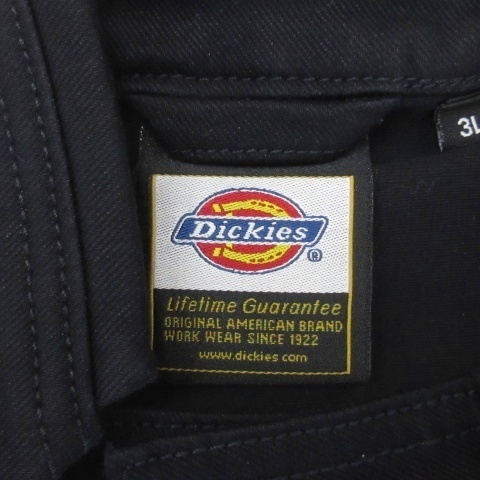 3L
Dickies
®
Lifetime Guarantee
ORIGINAL AMERICAN BRAND
WORK WEAR SINCE 1922
www.dickies.com